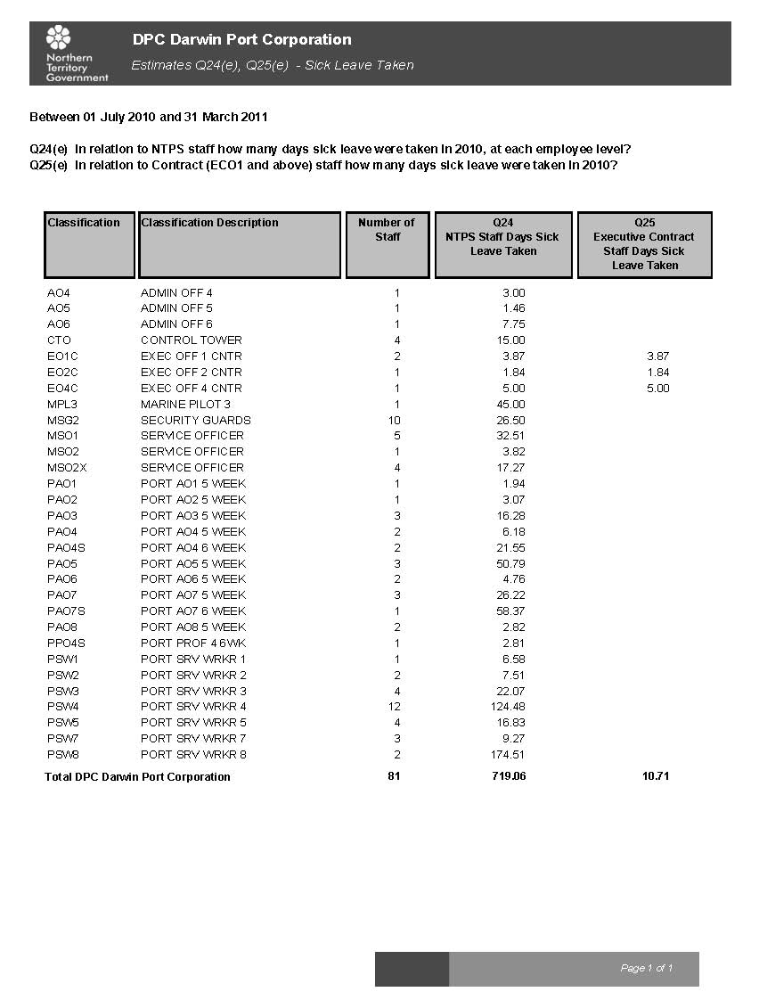 Northern
Territory
Government
DPC Darwin Port Corporation
Estimates Q24(e), Q25(e) - Sick Leave Taken
Between 01 July 2010 and 31 March 2011
Q24(e) In relation to NTPS staff how many days sick leave were taken in 2010, at each employee level?
Q25(e) In relation to Contract (ECO1 and above) staff how many days sick leave were taken in 2010?
Classification Classification Description Number of Staff Q24 NTPS Staff Days Sick Leave Taken Q25 Executive Contract Staff Days Sick Leave Taken
AO4 ADMIN OFF 4 1 3.00
AO5 ADMIN OFF 5 1 1.46
AO6 ADMIN OFF 6 1 7.75
CTO CONTROL TOWER 4 15.00
EO1C EXEC OFF 1 CNTR 2 3.87 3.87
EO2C EXEC OFF 2 CNTR 1 1.84 1.84
EO4C EXEC OFF 4 CNTR 1 5.00 5.00
MPL3 MARINE PILOT 3 1 45.00
MSG2 SECURITY GUARDS 10 26.50
MSO1 SERVICE OFFICER 5 32.51
MSO2 SERVICE OFFICER 1 3.82
MSO2X SERVICE OFFICER 4 17.27
PAO1 PORT AO1 5 WEEK 1 1.94
PAO2 PORT AO2 5 WEEK 1 3.07
PAO3 PORT AO3 5 WEEK 3 16.28
PAO4 PORT AO4 5 WEEK 2 6.18
PAO4S PORT AO4 6 WEEK 2 21.55
PAO5 PORT AO5 5 WEEK 3 50.79
PAO6 PORT AO6 5 WEEK 2 4.76
PAO7 PORT AO7 5 WEEK 3 26.22
PAO7S PORT AO7 6 WEEK 1 58.37
PAO8 PORT AO8 5 WEEK 2 2.82
PPO4S PORT PROF 4 6WK 1 2.81
PSW1 PORT SRV WRKR 1 1 6.58
PSW2 PORT SRV WRKR 2 2 7.51
PSW3 PORT SRV WRKR 3 4 22.07
PSW4 PORT SRV WRKR 4 12 124.48
PSW5 PORT SRV WRKR 5 4 16.83
PSW7 PORT SRV WRKR 7 3 9.27
PSW8 PORT SRV WRKR 8 2 174.51
Total DPC Darwin Port Corporation 81 719.06 10.71
Page 1 of 1